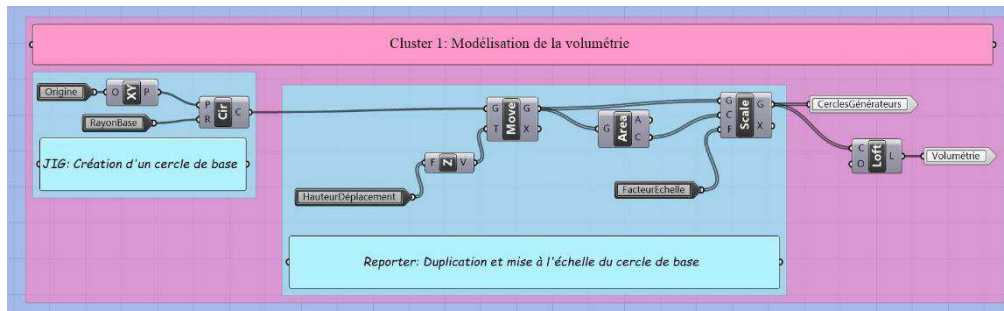 Cluster 1: Modélisation de la volumétrie
Origine
O XY P
RayonBase
P R Cir C
JIG: Création d'un cercle de base
HauteurDéplacement
F Z V
G T Move G X
G Area A C
FacteurEchelle
G C F Scale G X
CerclesGénérateurs
C O Loft L
Volumétrie
Reporter: Duplication et mise à l'échelle du cercle de base